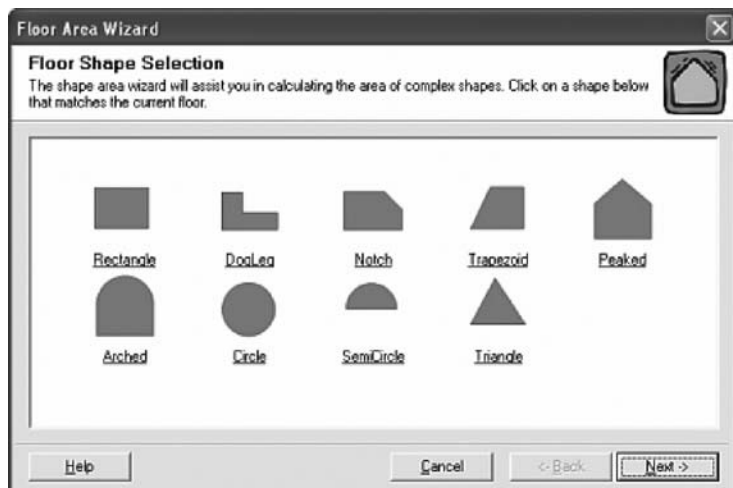 Floor Area Wizard
Floor Shape Selection
The shape area wizard will assist you in calculating the area of complex shapes. Click on a shape below
that matches the current floor.
Rectangle DogLeg Notch Trapezoid Peaked
Arched Circle SemiCircle Triangle
Help Cancel <- Back Next ->